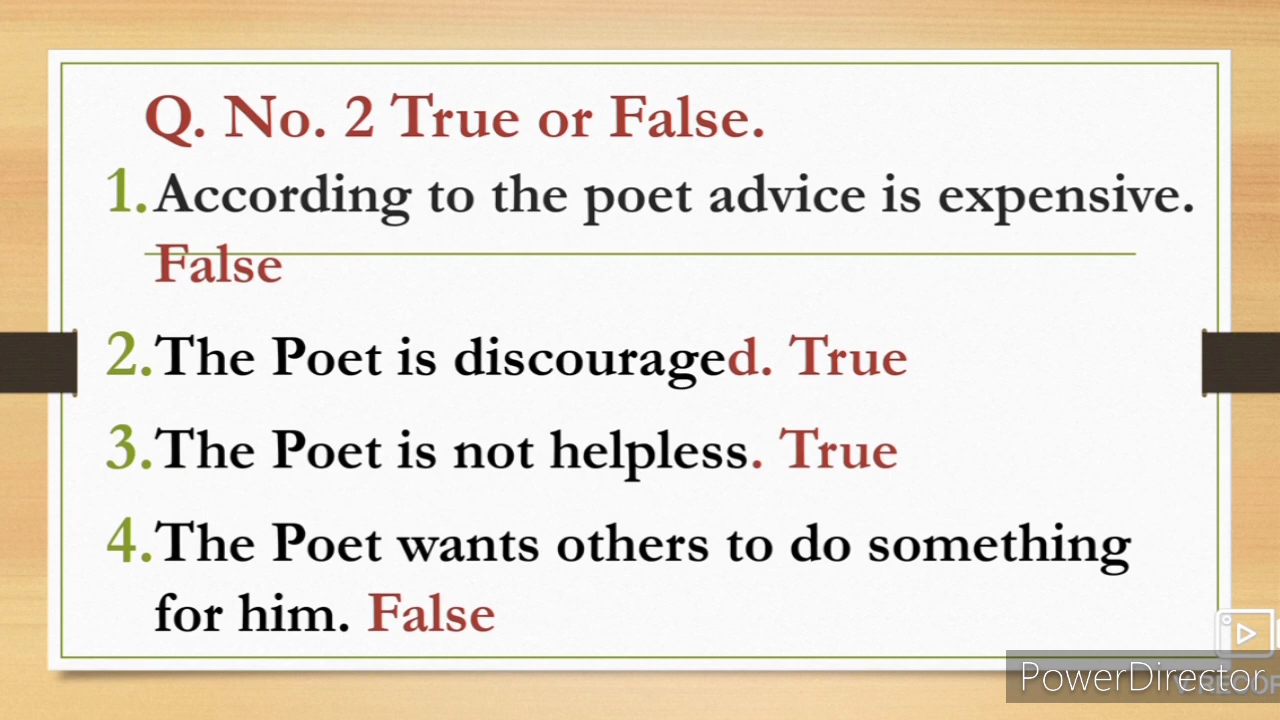 Q. No. 2 True or False.
1. According to the poet advice is expensive.
False
2. The Poet is discouraged. True
3. The Poet is not helpless. True
4. The Poet wants others to do something
for him. False
PowerDirector